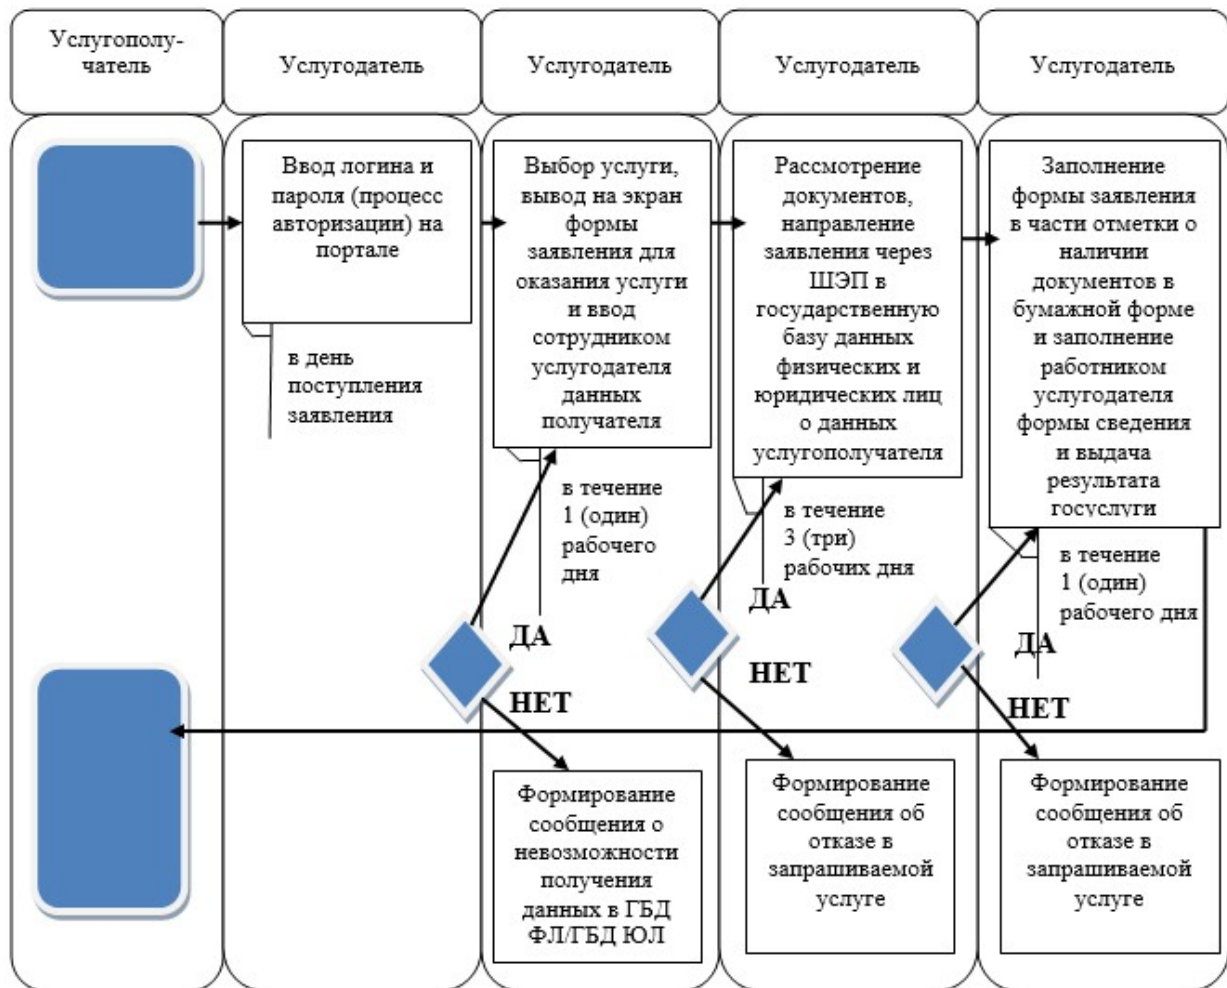 Услугополу-
чатель
Услугодатель
Услугодатель
Услугодатель
Услугодатель
Ввод логина и
пароля (процесс
авторизации) на
портале
в день
поступления
заявления
Выбор услуги,
вывод на экран
формы
заявления для
оказания услуги
и ввод
сотрудником
услугодателя
данных
получателя
в течение
1 (один)
рабочего
дня
ДА
НЕТ
Формирование
сообщения о
невозможности
получения
данных в ГБД
ФЛ/ГБД ЮЛ
Рассмотрение
документов,
направление
заявления через
ШЭП в
государственную
базу данных
физических и
юридических лиц
о данных
услугополучателя
в течение
3 (три)
рабочих дня
ДА
НЕТ
Формирование
сообщения об
отказе в
запрашиваемой
услуге
Заполнение
формы заявления
в части отметки о
наличии
документов в
бумажной форме
и заполнение
работником
услугодателя
формы сведения
и выдача
результата
госуслуги
в течение
1 (один)
рабочего дня
ДА
НЕТ
Формирование
сообщения об
отказе в
запрашиваемой
услуге